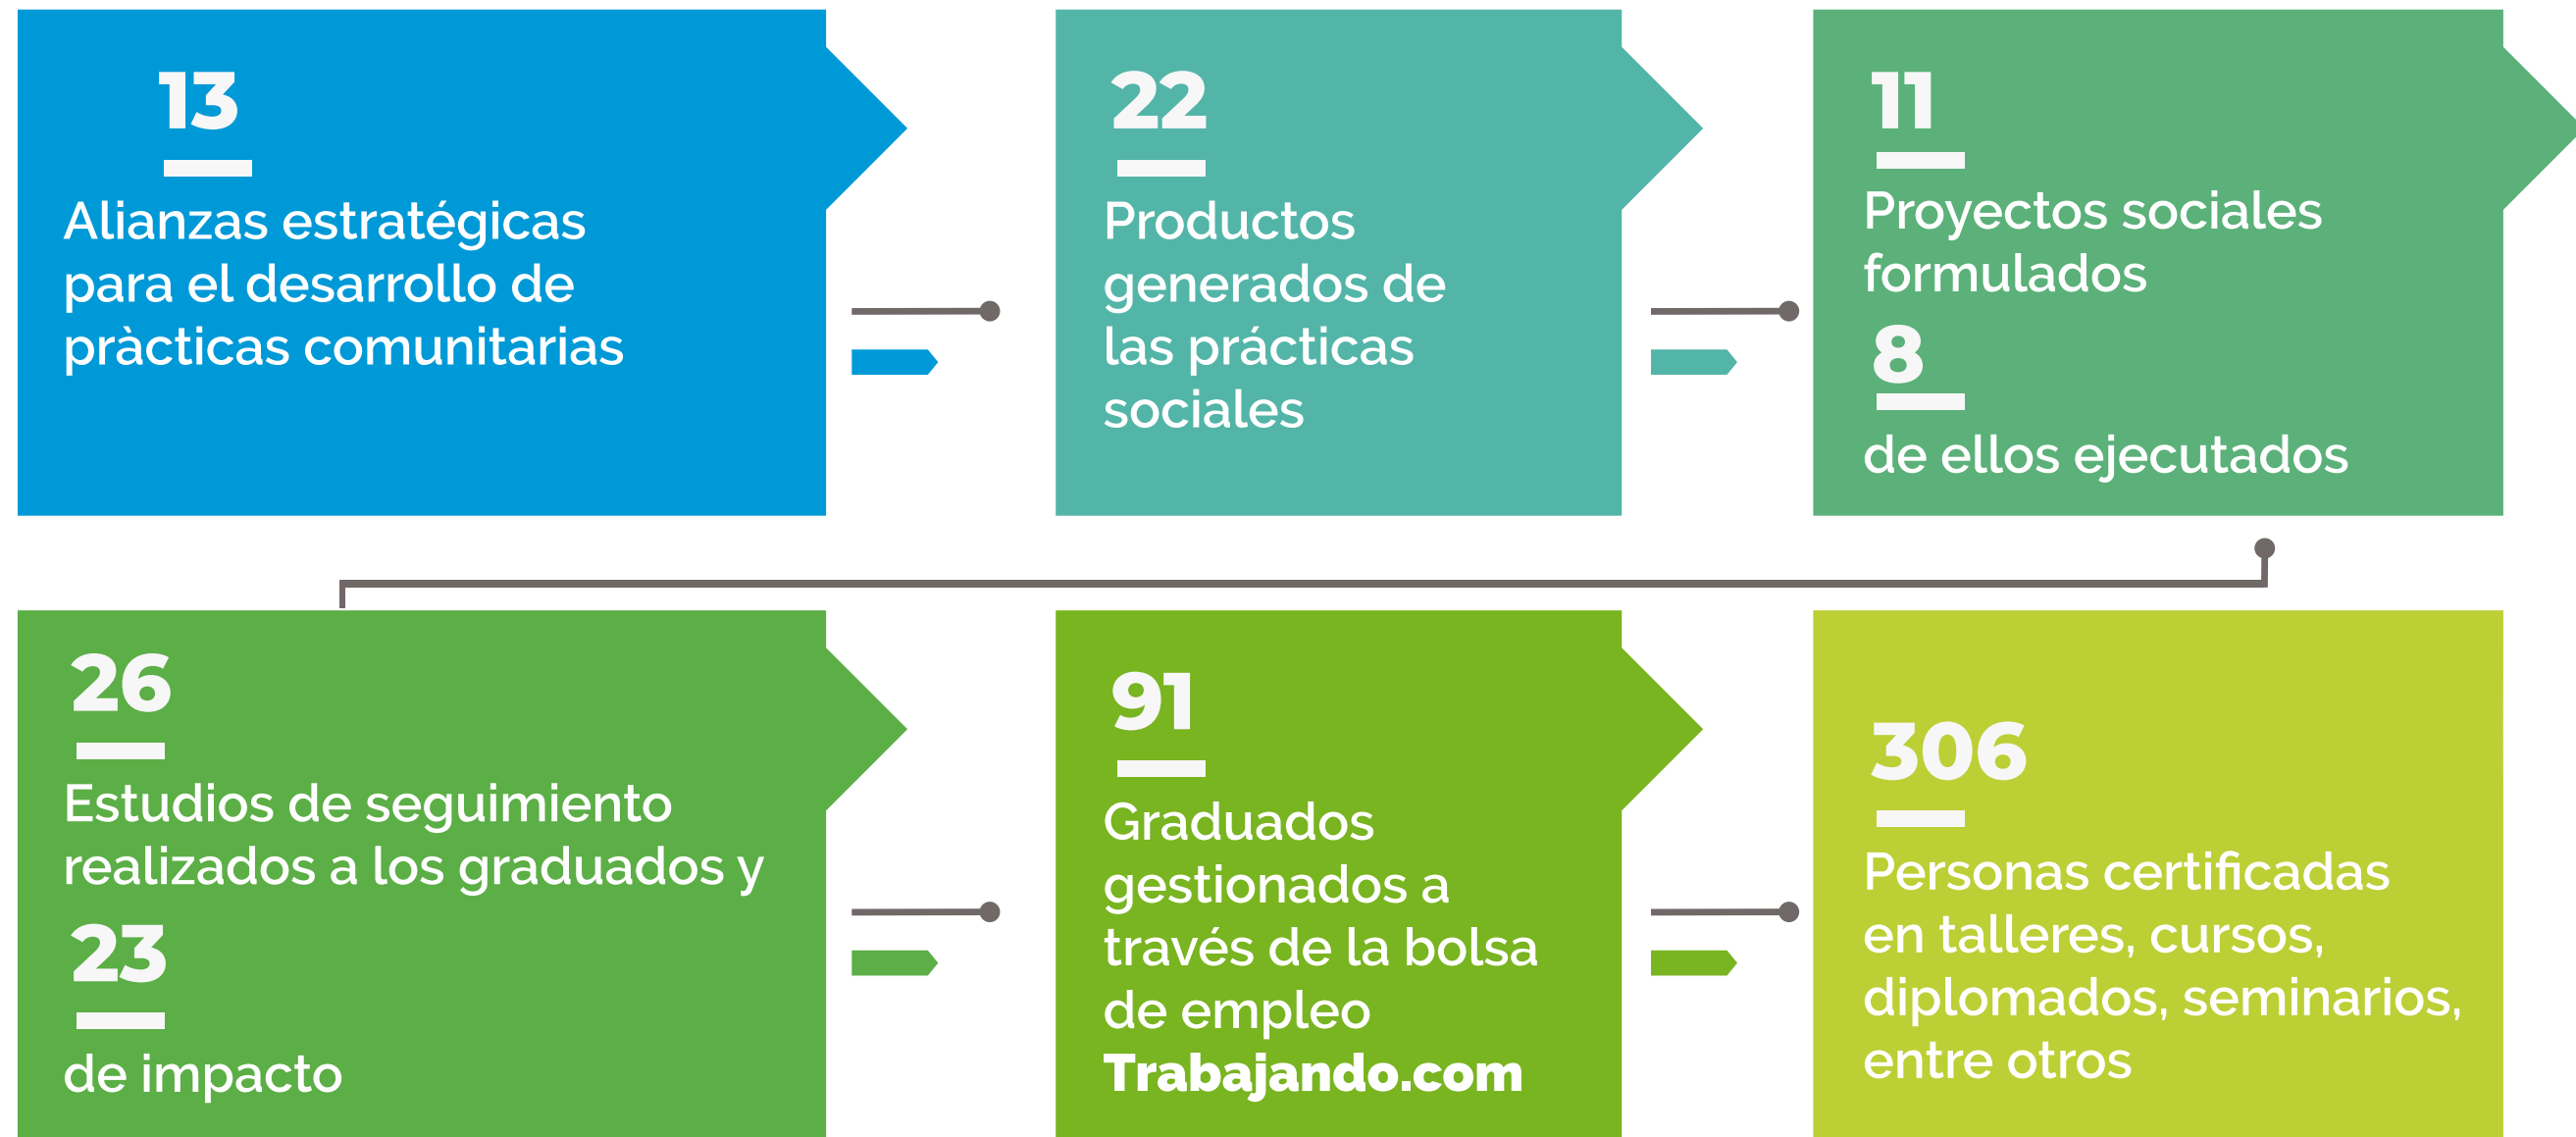 13
Alianzas estratégicas
para el desarrollo de
pràcticas comunitarias
22
Productos
generados de
las prácticas
sociales
11
Proyectos sociales
formulados
8
de ellos ejecutados
26
Estudios de seguimiento
realizados a los graduados y
23
de impacto
91
Graduados
gestionados a
través de la bolsa
de empleo
Trabajando.com
306
Personas certificadas
en talleres, cursos,
diplomados, seminarios,
entre otros